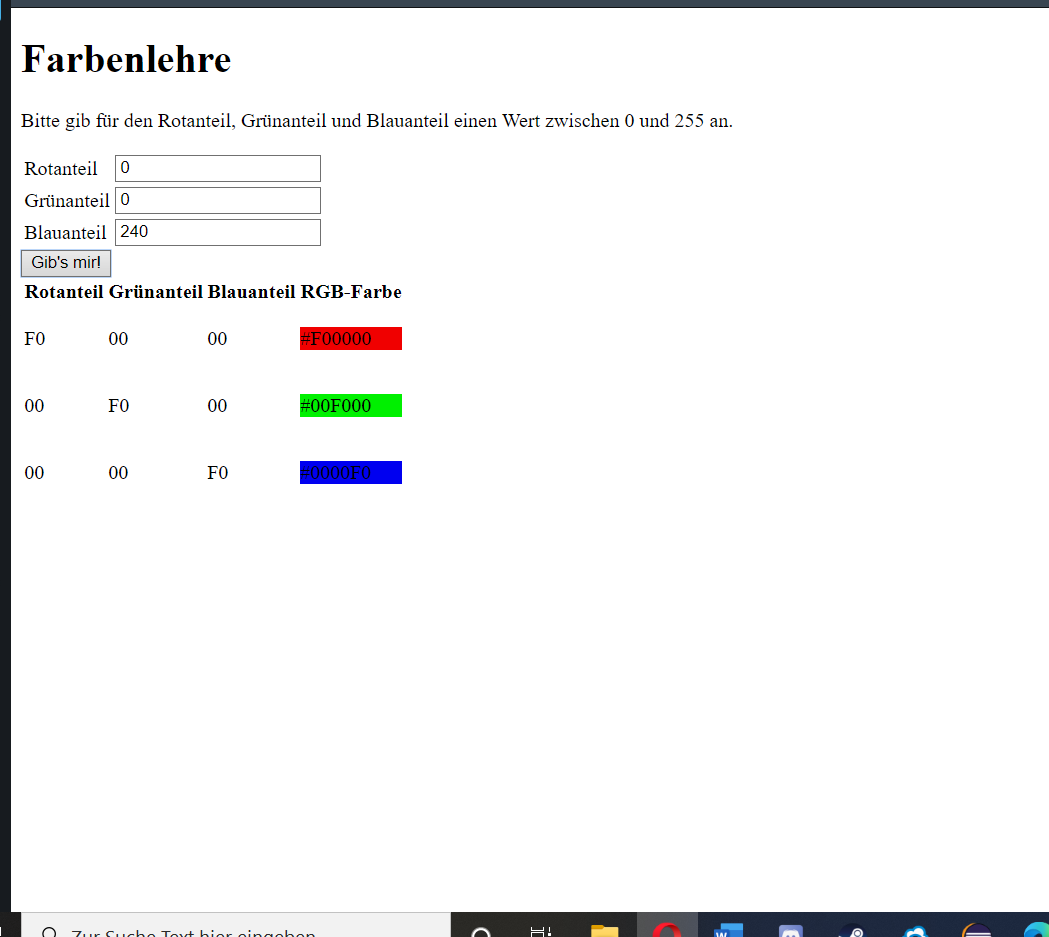 Farbenlehre
Bitte gib für den Rotanteil, Grünanteil und Blauanteil einen Wert zwischen 0 und 255 an.
Rotanteil 0
Grünanteil 0
Blauanteil 240
Gib's mir!
Rotanteil Grünanteil Blauanteil RGB-Farbe
F0 00 00 #F00000
00 F0 00 #00F000
00 00 F0 #0000F0
Zur Suche Text hier eingeben
W